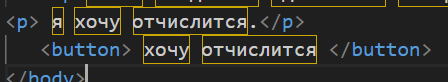 <p> я хочу отчислится.</p>
<button> хочу отчислится </button>
</body>